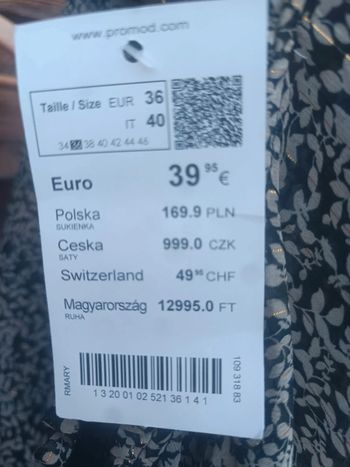 www.promod.com
Taille / Size EUR 36
IT 40
34 36 38 40 42 44 46
Euro 39 95 €
Polska 169.9 PLN
SUKIENKA
Ceska 999.0 CZK
SATY
Switzerland 49 95 CHF
Magyarország 12995.0 FT
RUHA
RMARY
109 318 83
1 3 20 01 02 521 36 1 4 1